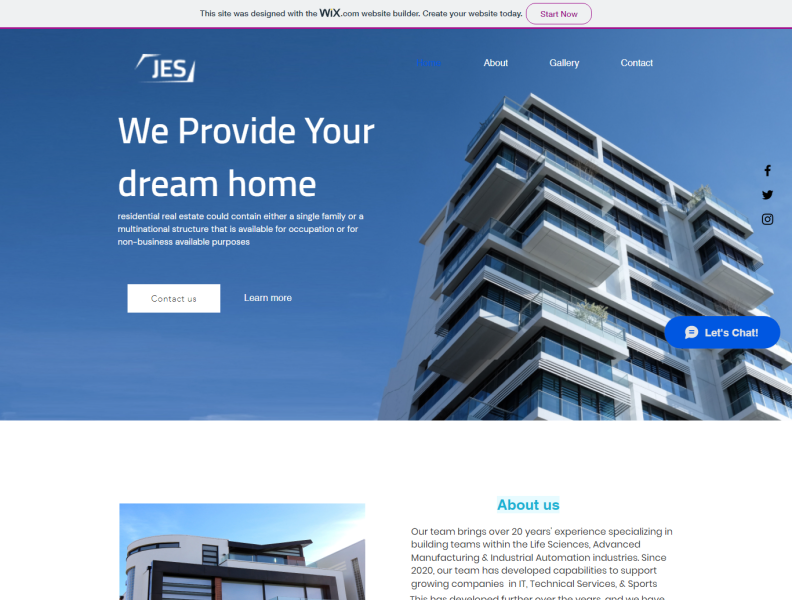 This site was designed with the WiX.com website builder. Create your website today. Start Now
JES
Home About Gallery Contact
We Provide Your
dream home
residential real estate could contain either a single family or a
multinational structure that is available for occupation or for
non-business available purposes
Contact us Learn more
Let's Chat!
About us
Our team brings over 20 years' experience specializing in
building teams within the Life Sciences, Advanced
Manufacturing & Industrial Automation industries. Since
2020, our team has developed capabilities to support
growing companies in IT, Technical Services, & Sports
This has developed further over the years, and we have